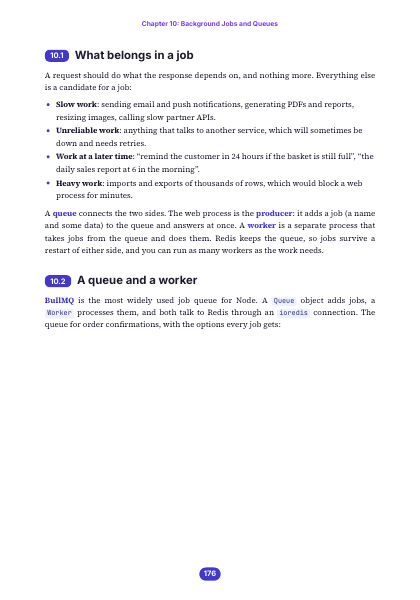 Chapter 10: Background Jobs and Queues
10.1 What belongs in a job
A request should do what the response depends on, and nothing more. Everything else
is a candidate for a job:
• Slow work: sending email and push notifications, generating PDFs and reports,
resizing images, calling slow partner APIs.
• Unreliable work: anything that talks to another service, which will sometimes be
down and needs retries.
• Work at a later time: “remind the customer in 24 hours if the basket is still full”, “the
daily sales report at 6 in the morning”.
• Heavy work: imports and exports of thousands of rows, which would block a web
process for minutes.
A queue connects the two sides. The web process is the producer: it adds a job (a name
and some data) to the queue and answers at once. A worker is a separate process that
takes jobs from the queue and does them. Redis keeps the queue, so jobs survive a
restart of either side, and you can run as many workers as the work needs.
10.2 A queue and a worker
BullMQ is the most widely used job queue for Node. A Queue object adds jobs, a
Worker processes them, and both talk to Redis through an ioredis connection. The
queue for order confirmations, with the options every job gets:
176